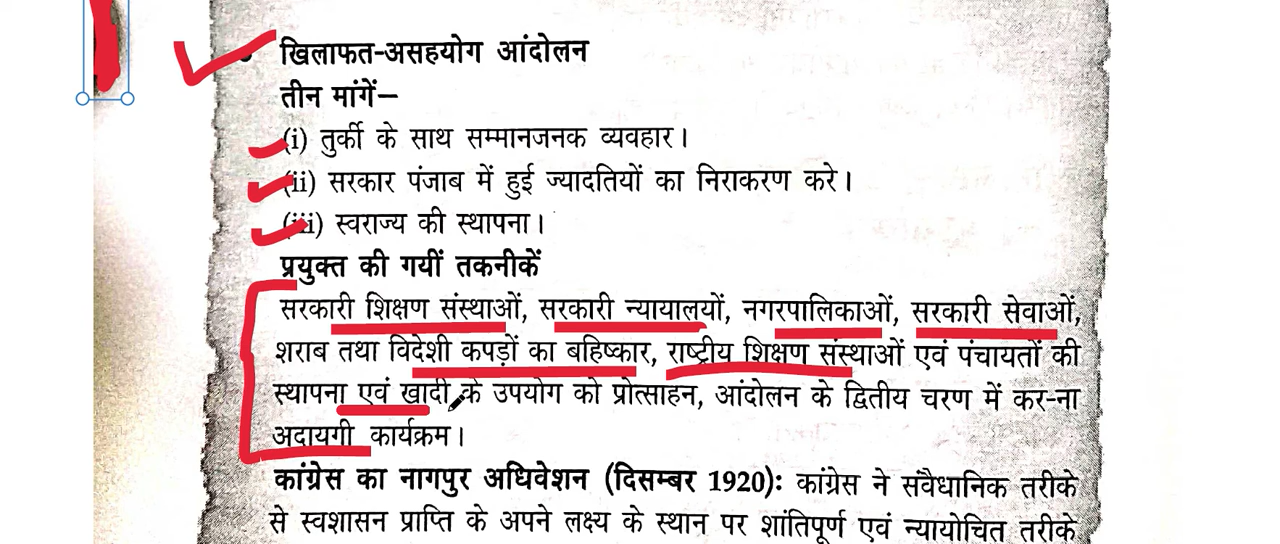 खिलाफत-असहयोग आंदोलन
तीन मांगें–
(i) तुर्की के साथ सम्मानजनक व्यवहार।
(ii) सरकार पंजाब में हुई ज्यादतियों का निराकरण करे।
(iii) स्वराज्य की स्थापना।
प्रयुक्त की गयीं तकनीकें
सरकारी शिक्षण संस्थाओं, सरकारी न्यायालयों, नगरपालिकाओं, सरकारी सेवाओं,
शराब तथा विदेशी कपड़ों का बहिष्कार, राष्ट्रीय शिक्षण संस्थाओं एवं पंचायतों की
स्थापना एवं खादी के उपयोग को प्रोत्साहन, आंदोलन के द्वितीय चरण में कर-ना
अदायगी कार्यक्रम।
कांग्रेस का नागपुर अधिवेशन (दिसम्बर 1920): कांग्रेस ने संवैधानिक तरीके
से स्वशासन प्राप्ति के अपने लक्ष्य के स्थान पर शांतिपूर्ण एवं न्यायोचित तरीके